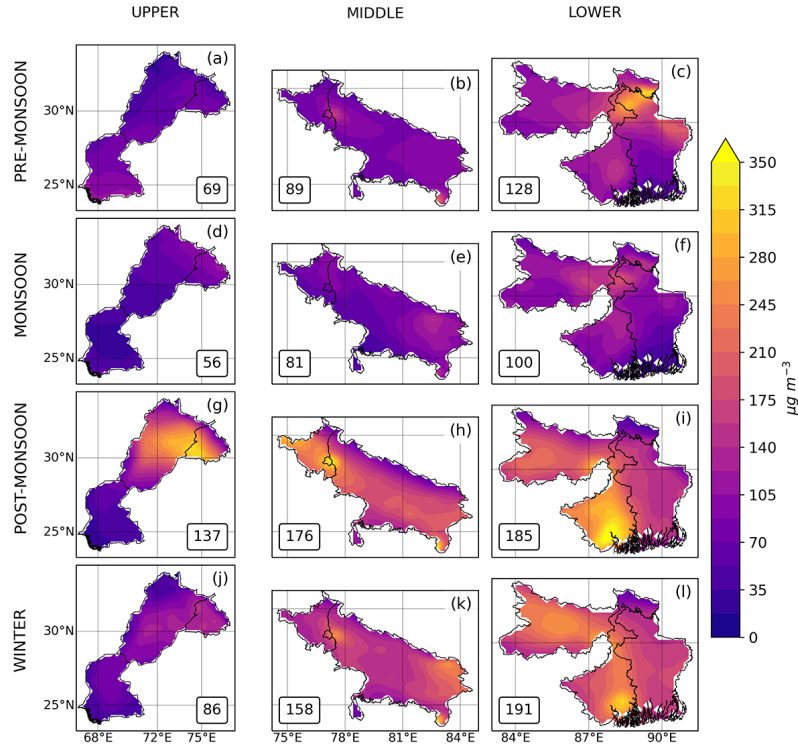 UPPER MIDDLE LOWER
PRE-MONSOON
(a) (b) (c)
30°N
25°N
69 89 128
MONSOON
(d) (e) (f)
30°N
25°N
56 81 100
POST-MONSOON
(g) (h) (i)
30°N
25°N
137 176 185
WINTER
(j) (k) (l)
30°N
25°N
86 158 191
68°E 72°E 75°E 75°E 78°E 81°E 84°E 84°E 87°E 90°E
350
315
280
245
210
175
140
105
70
35
0
μg m⁻³